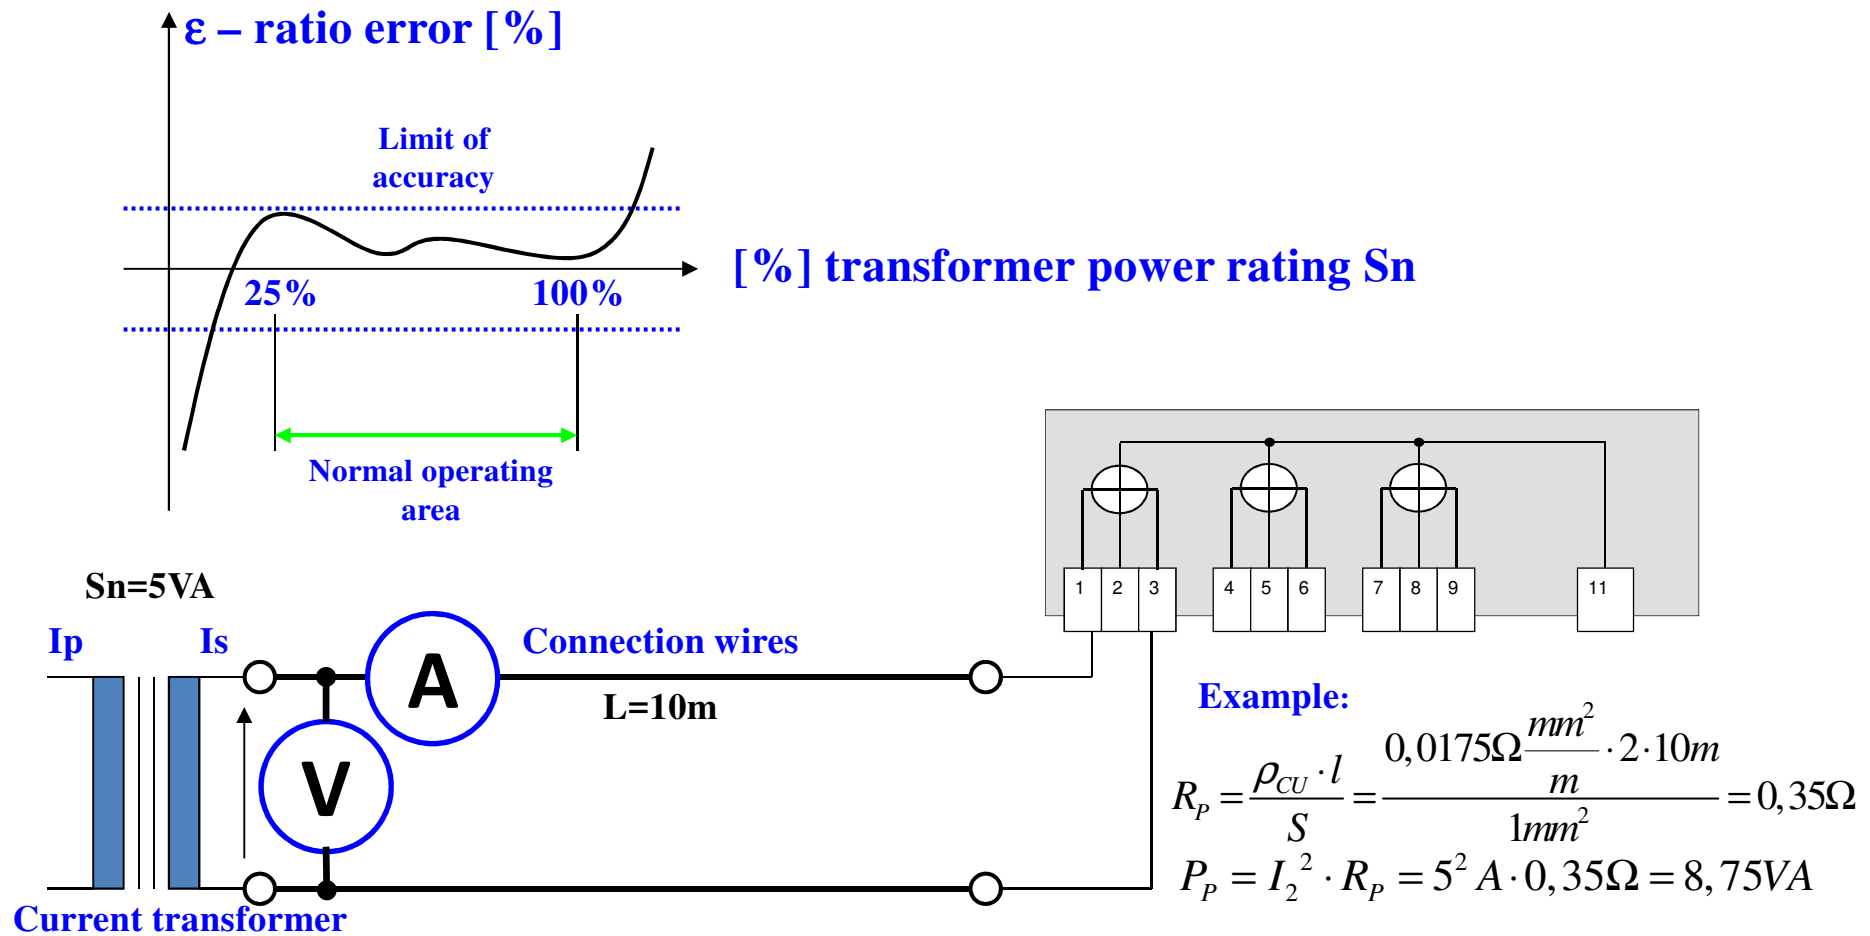 ε – ratio error [%]
Limit of
accuracy
[%] transformer power rating Sn
25% 100%
Normal operating
area
Sn=5VA
Ip Is
A
V
Connection wires
L=10m
Current transformer
1 2 3 4 5 6 7 8 9 11
Example:
R_P = ρ_CU · l / S = 0,0175Ω mm²/m · 2 · 10m / 1mm² = 0,35Ω
P_P = I_2² · R_P = 5² A · 0,35Ω = 8,75VA